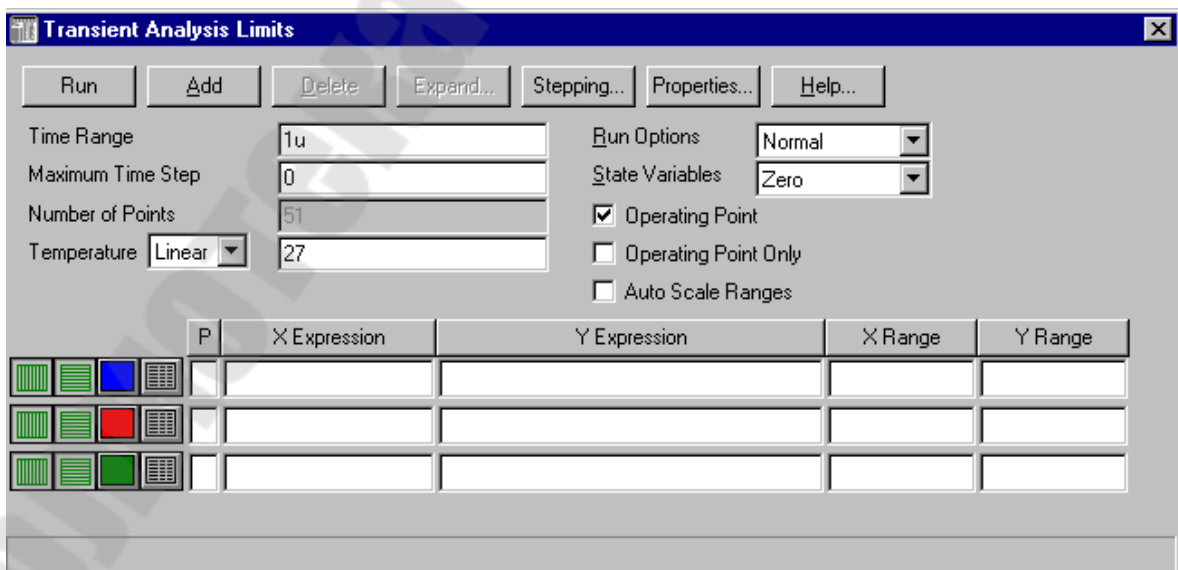 Transient Analysis Limits
Run Add Delete Expand... Stepping... Properties... Help...
Time Range 1u Run Options Normal
Maximum Time Step 0 State Variables Zero
Number of Points 51 Operating Point
Temperature Linear 27 Operating Point Only
Auto Scale Ranges
P X Expression Y Expression X Range Y Range